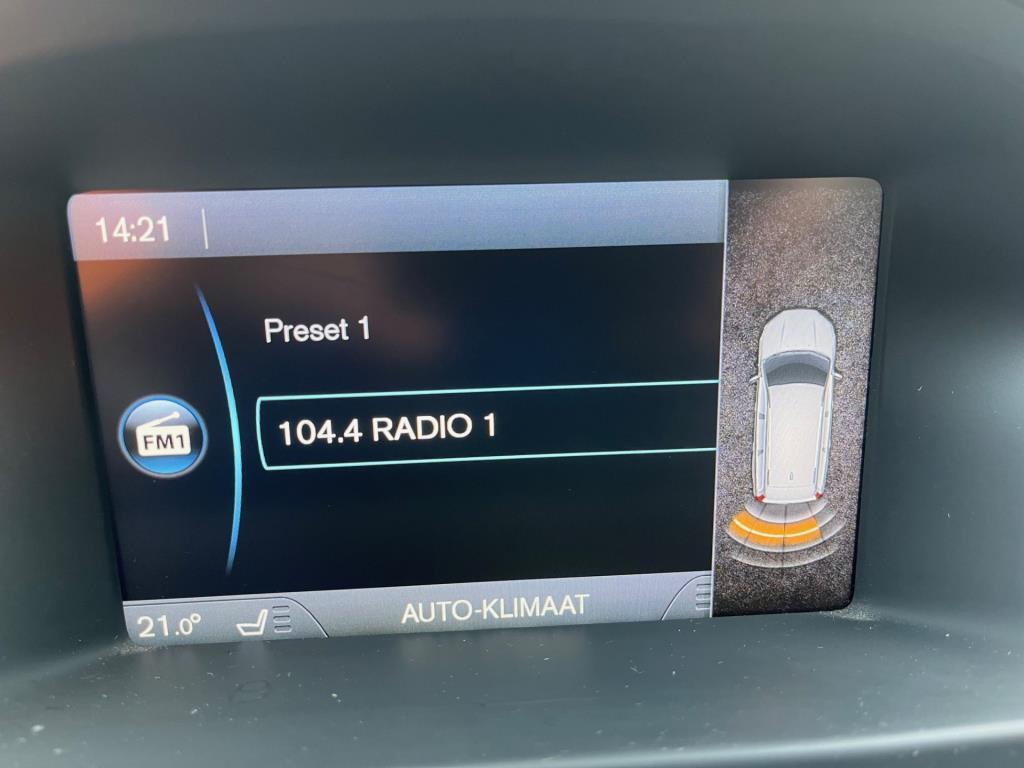 14:21
Preset 1
FM1
104.4 RADIO 1
21.0°
AUTO-KLIMAAT